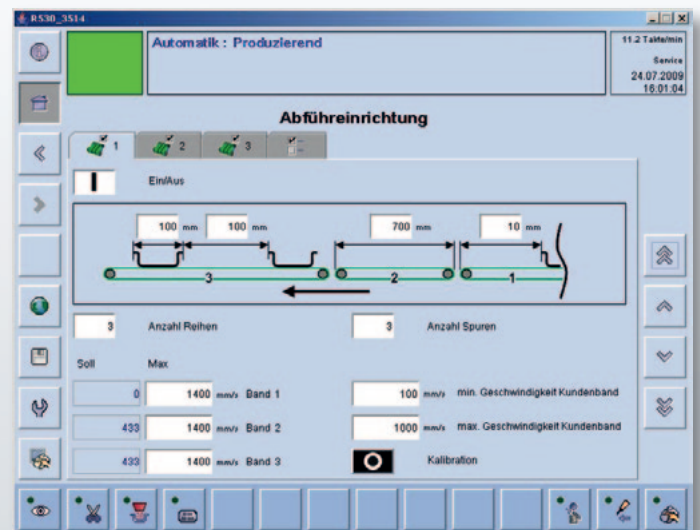 R530_3514
Automatik : Produzierend
11.2 Takte/min
Service
24.07.2009
16:01:04
Abführeinrichtung
1 2 3
Ein/Aus
100 mm 100 mm 700 mm 10 mm
3 2 1
3 Anzahl Reihen 3 Anzahl Spuren
Soll Max
0 1400 mm/s Band 1 100 mm/s min. Geschwindigkeit Kundenband
433 1400 mm/s Band 2 1000 mm/s max. Geschwindigkeit Kundenband
433 1400 mm/s Band 3 Kalibration